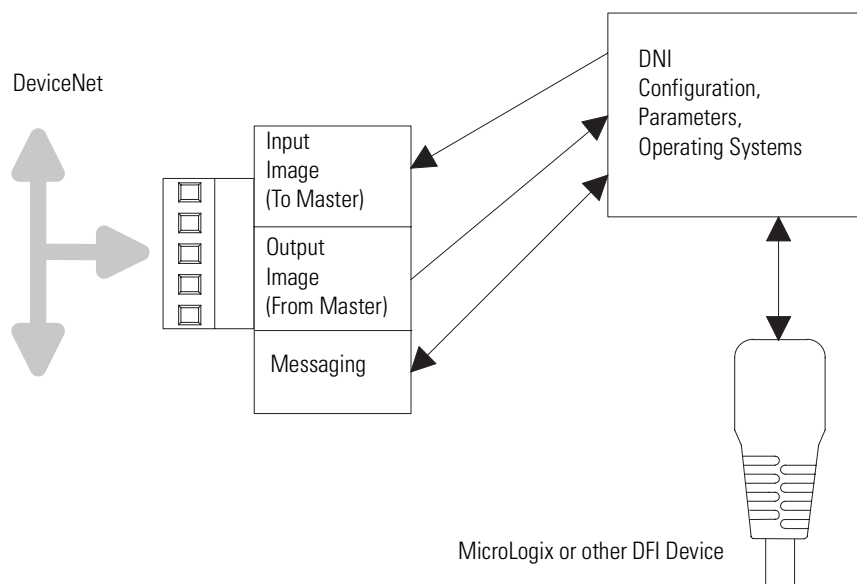 DeviceNet
Input
Image
(To Master)
Output
Image
(From Master)
Messaging
DNI
Configuration,
Parameters,
Operating Systems
MicroLogix or other DFI Device